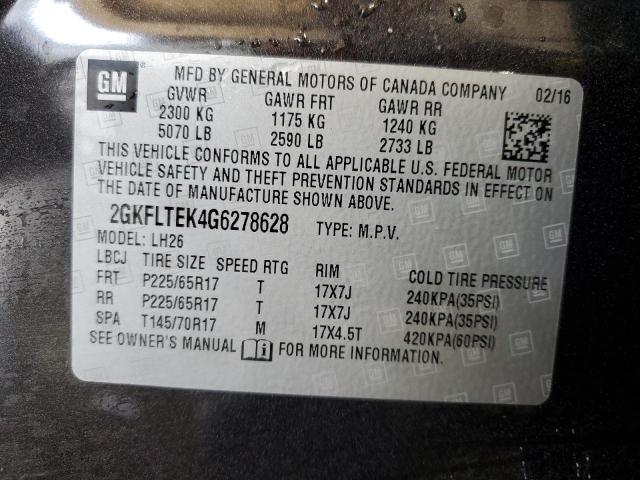 GM MFD BY GENERAL MOTORS OF CANADA COMPANY 02/16
GVWR GAWR FRT GAWR RR
2300 KG 1175 KG 1240 KG
5070 LB 2590 LB 2733 LB
THIS VEHICLE CONFORMS TO ALL APPLICABLE U.S. FEDERAL MOTOR
VEHICLE SAFETY AND THEFT PREVENTION STANDARDS IN EFFECT ON
THE DATE OF MANUFACTURE SHOWN ABOVE.
2GKFLTEK4G6278628 TYPE: M.P.V.
MODEL: LH26
LBCJ TIRE SIZE SPEED RTG RIM COLD TIRE PRESSURE
FRT P225/65R17 T 17X7J 240KPA(35PSI)
RR P225/65R17 T 17X7J 240KPA(35PSI)
SPA T145/70R17 M 17X4.5T 420KPA(60PSI)
SEE OWNER'S MANUAL FOR MORE INFORMATION.